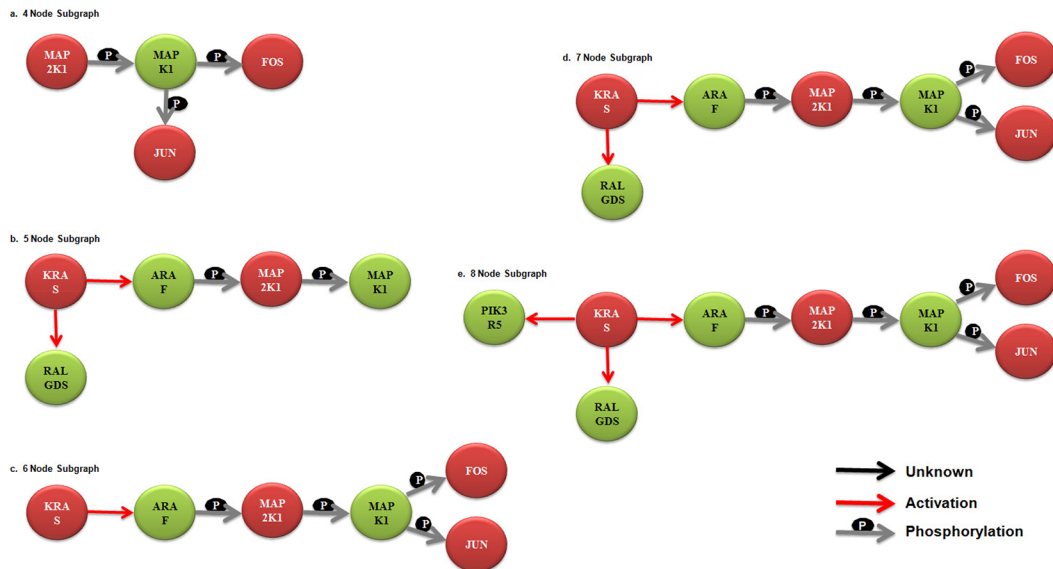 a. 4 Node Subgraph
MAP
2K1
P
MAP
K1
P
FOS
P
JUN
b. 5 Node Subgraph
KRA
S
ARA
F
P
MAP
2K1
P
MAP
K1
RAL
GDS
c. 6 Node Subgraph
KRA
S
ARA
F
P
MAP
2K1
P
MAP
K1
P
FOS
P
JUN
d. 7 Node Subgraph
KRA
S
ARA
F
P
MAP
2K1
P
MAP
K1
P
FOS
P
JUN
RAL
GDS
e. 8 Node Subgraph
PIK3
R5
KRA
S
ARA
F
P
MAP
2K1
P
MAP
K1
P
FOS
P
JUN
RAL
GDS
Unknown
Activation
P
Phosphorylation